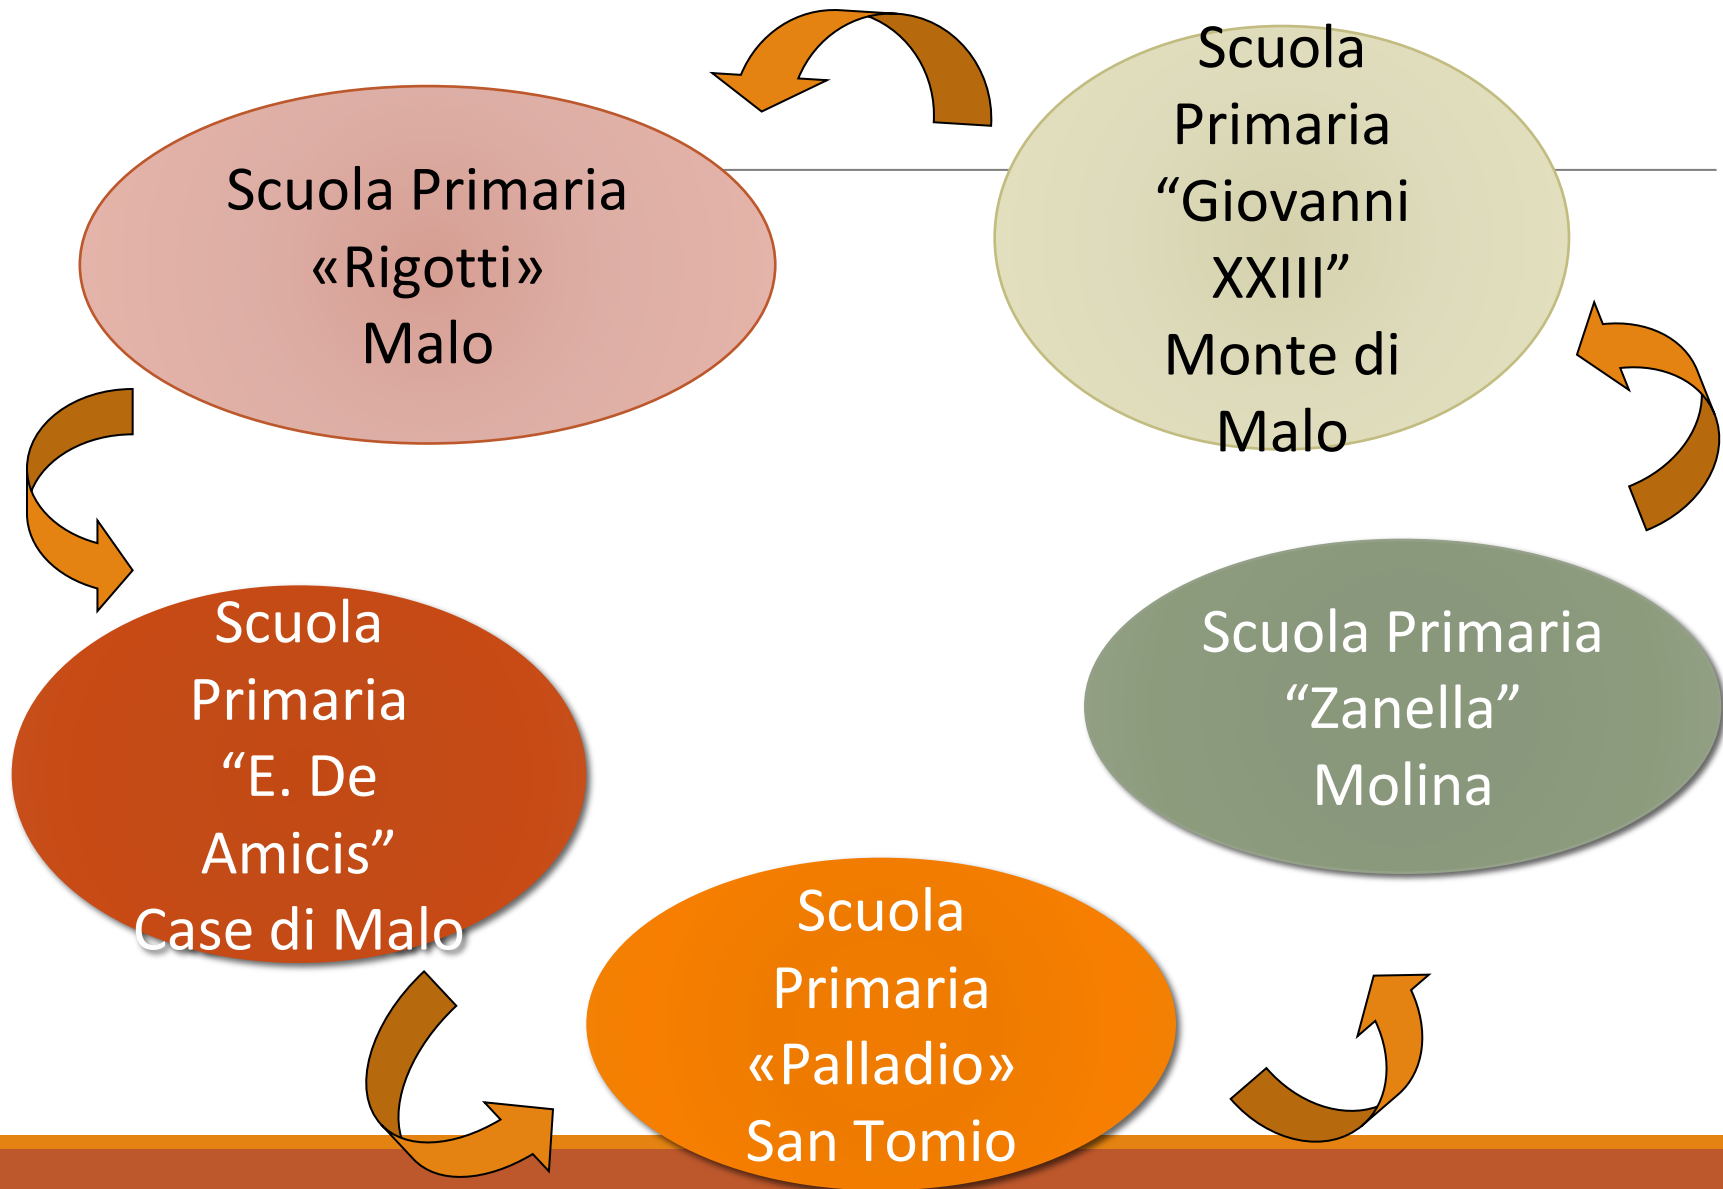 Scuola Primaria
«Rigotti»
Malo
Scuola
Primaria
“Giovanni
XXIII”
Monte di
Malo
Scuola
Primaria
“E. De
Amicis”
Case di Malo
Scuola Primaria
“Zanella”
Molina
Scuola
Primaria
«Palladio»
San Tomio